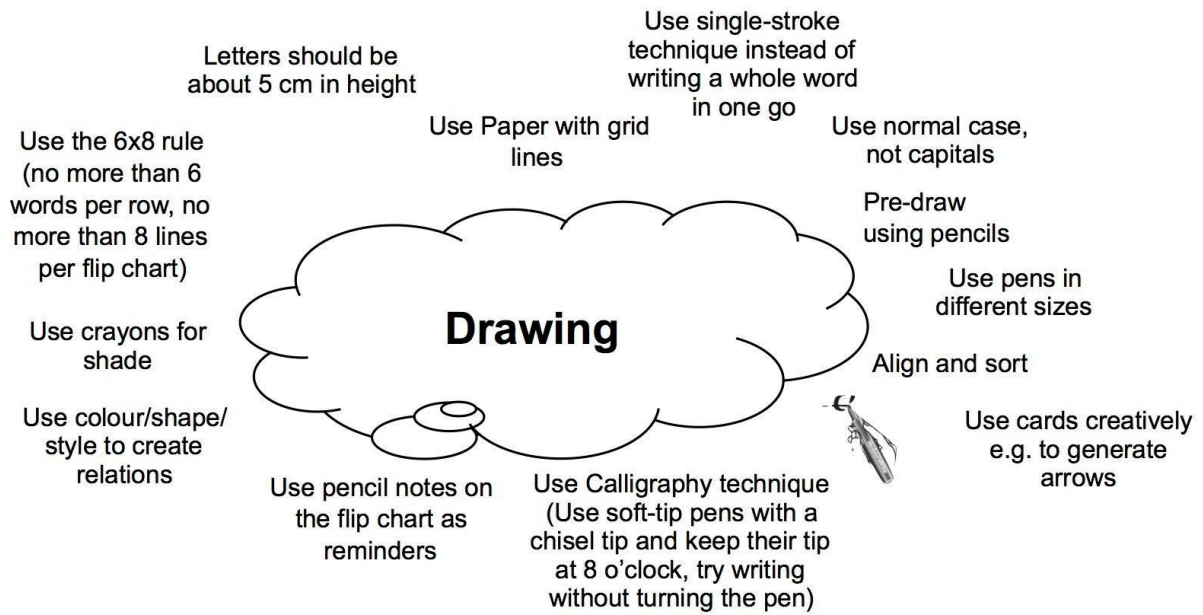 Letters should be
about 5 cm in height
Use single-stroke
technique instead of
writing a whole word
in one go
Use the 6x8 rule
(no more than 6
words per row, no
more than 8 lines
per flip chart)
Use Paper with grid
lines
Use normal case,
not capitals
Pre-draw
using pencils
Use pens in
different sizes
Use crayons for
shade
Drawing
Align and sort
Use colour/shape/
style to create
relations
Use cards creatively
e.g. to generate
arrows
Use pencil notes on
the flip chart as
reminders
Use Calligraphy technique
(Use soft-tip pens with a
chisel tip and keep their tip
at 8 o’clock, try writing
without turning the pen)